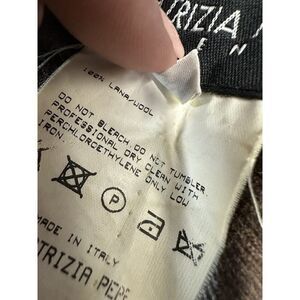 TRIZIA
E N
100% LANA/WOOL
DO NOT BLEACH.DO NOT TUMBLER.
PROFESSIONAL DRY CLEAN WITH
PERCHLOROETHYLENE ONLY LOW
P
MADE IN ITALY
TRIZIA PEPE